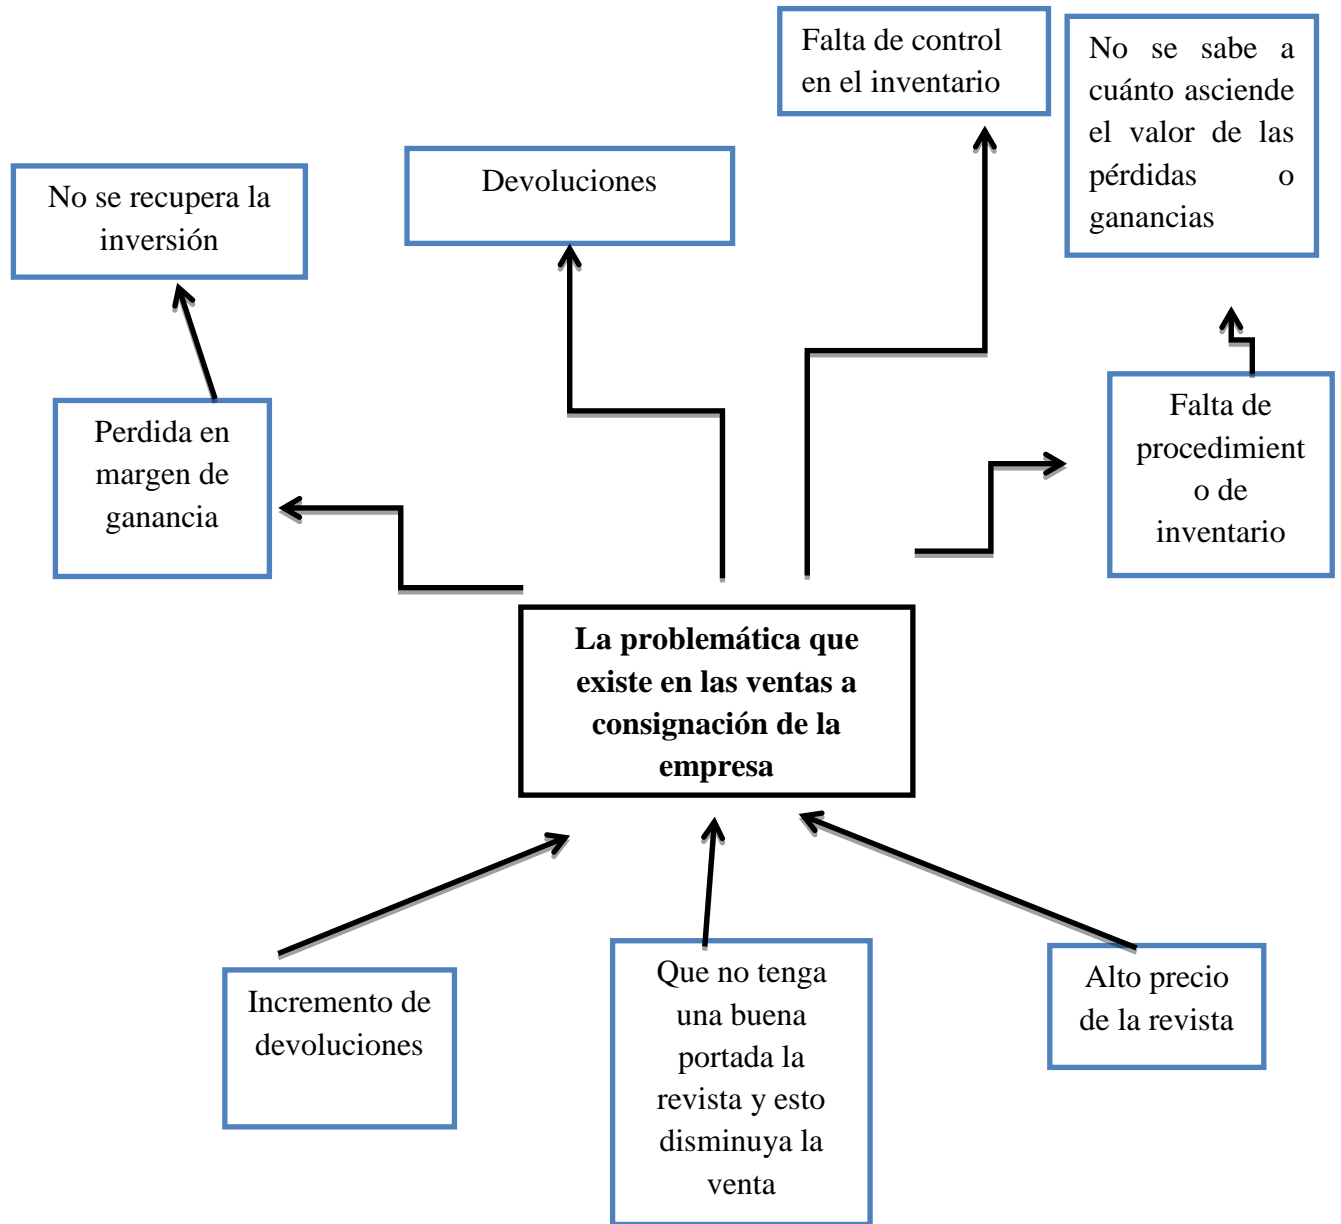 Falta de control
en el inventario
No se sabe a
cuánto asciende
el valor de las
pérdidas o
ganancias
Devoluciones
No se recupera la
inversión
Perdida en
margen de
ganancia
Falta de
procedimient
o de
inventario
La problemática que
existe en las ventas a
consignación de la
empresa
Incremento de
devoluciones
Que no tenga
una buena
portada la
revista y esto
disminuya la
venta
Alto precio
de la revista